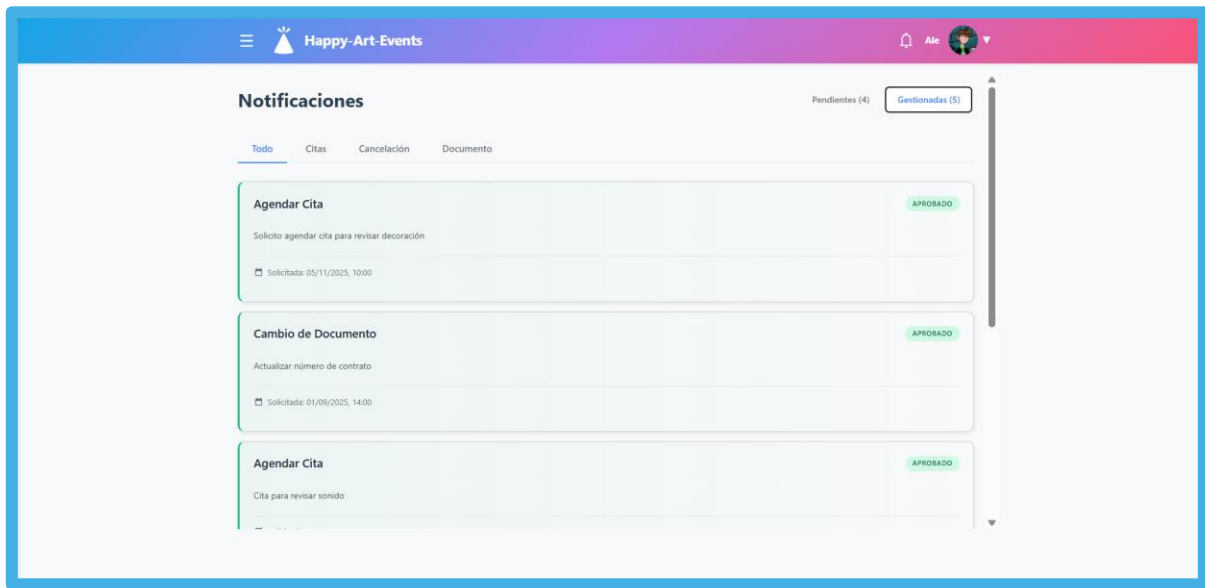 Happy-Art-Events
Ale
Notificaciones
Pendientes (4)
Gestionadas (5)
Todo
Citas
Cancelación
Documento
Agendar Cita
APROBADO
Solicito agendar cita para revisar decoración
Solicitada: 05/11/2025, 10:00
Cambio de Documento
APROBADO
Actualizar número de contrato
Solicitada: 01/09/2025, 14:00
Agendar Cita
APROBADO
Cita para revisar sonido